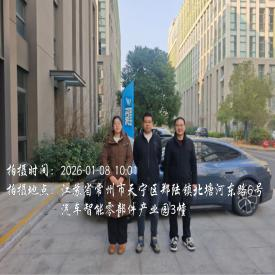 拍摄时间：2026-01-08 10:01
拍摄地点：江苏省常州市天宁区郑陆镇北塘河东路6号
汽车智能零部件产业园3幢